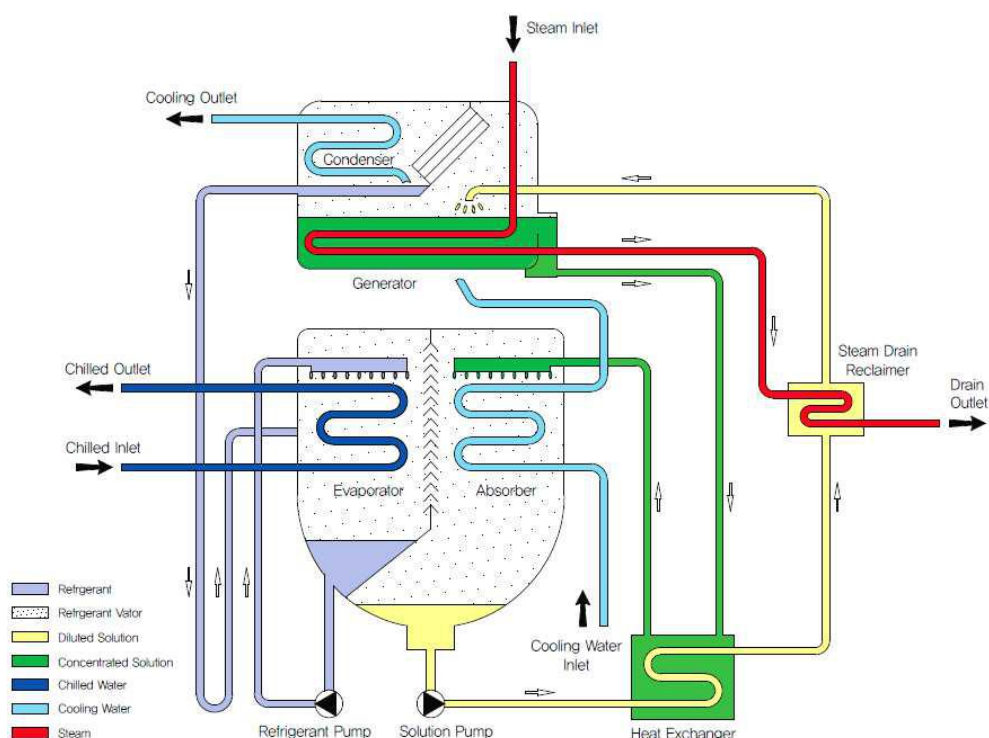 Steam Inlet
Cooling Outlet
Condenser
Generator
Chilled Outlet
Steam Drain
Reclaimer
Drain
Outlet
Chilled Inlet
Evaporator
Absorber
Refrgerant
Refrgerant Vator
Diluted Solution
Concentrated Solution
Chilled Water
Cooling Water
Steam
Cooling Water
Inlet
Refrigerant Pump
Solution Pump
Heat Exchanger